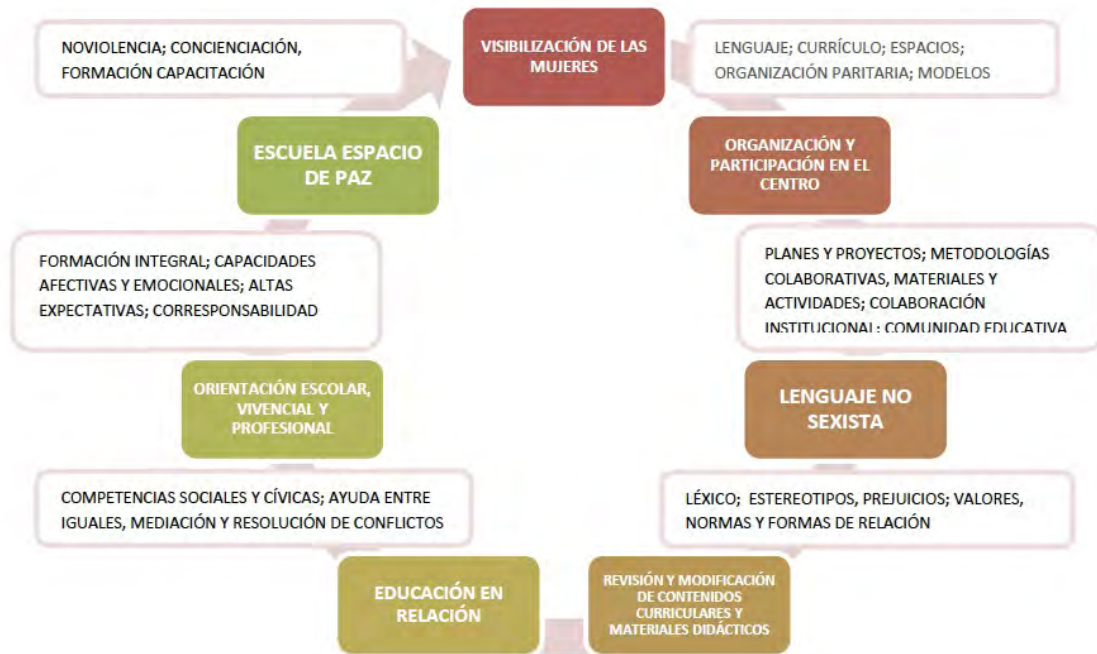 NOVIOLENCIA; CONCIENCIACIÓN,
FORMACIÓN CAPACITACIÓN
VISIBILIZACIÓN DE LAS
MUJERES
LENGUAJE; CURRÍCULO; ESPACIOS;
ORGANIZACIÓN PARITARIA; MODELOS
ESCUELA ESPACIO
DE PAZ
ORGANIZACIÓN Y
PARTICIPACIÓN EN EL
CENTRO
FORMACIÓN INTEGRAL; CAPACIDADES
AFECTIVAS Y EMOCIONALES; ALTAS
EXPECTATIVAS; CORRESPONSABILIDAD
PLANES Y PROYECTOS; METODOLOGÍAS
COLABORATIVAS, MATERIALES Y
ACTIVIDADES; COLABORACIÓN
INSTITUCIONAL; COMUNIDAD EDUCATIVA
ORIENTACIÓN ESCOLAR,
VIVENCIAL Y
PROFESIONAL
LENGUAJE NO
SEXISTA
COMPETENCIAS SOCIALES Y CÍVICAS; AYUDA ENTRE
IGUALES, MEDIACIÓN Y RESOLUCIÓN DE CONFLICTOS
LÉXICO; ESTEREOTIPOS, PREJUICIOS; VALORES,
NORMAS Y FORMAS DE RELACIÓN
EDUCACIÓN EN
RELACIÓN
REVISIÓN Y MODIFICACIÓN
DE CONTENIDOS
CURRICULARES Y
MATERIALES DIDÁCTICOS